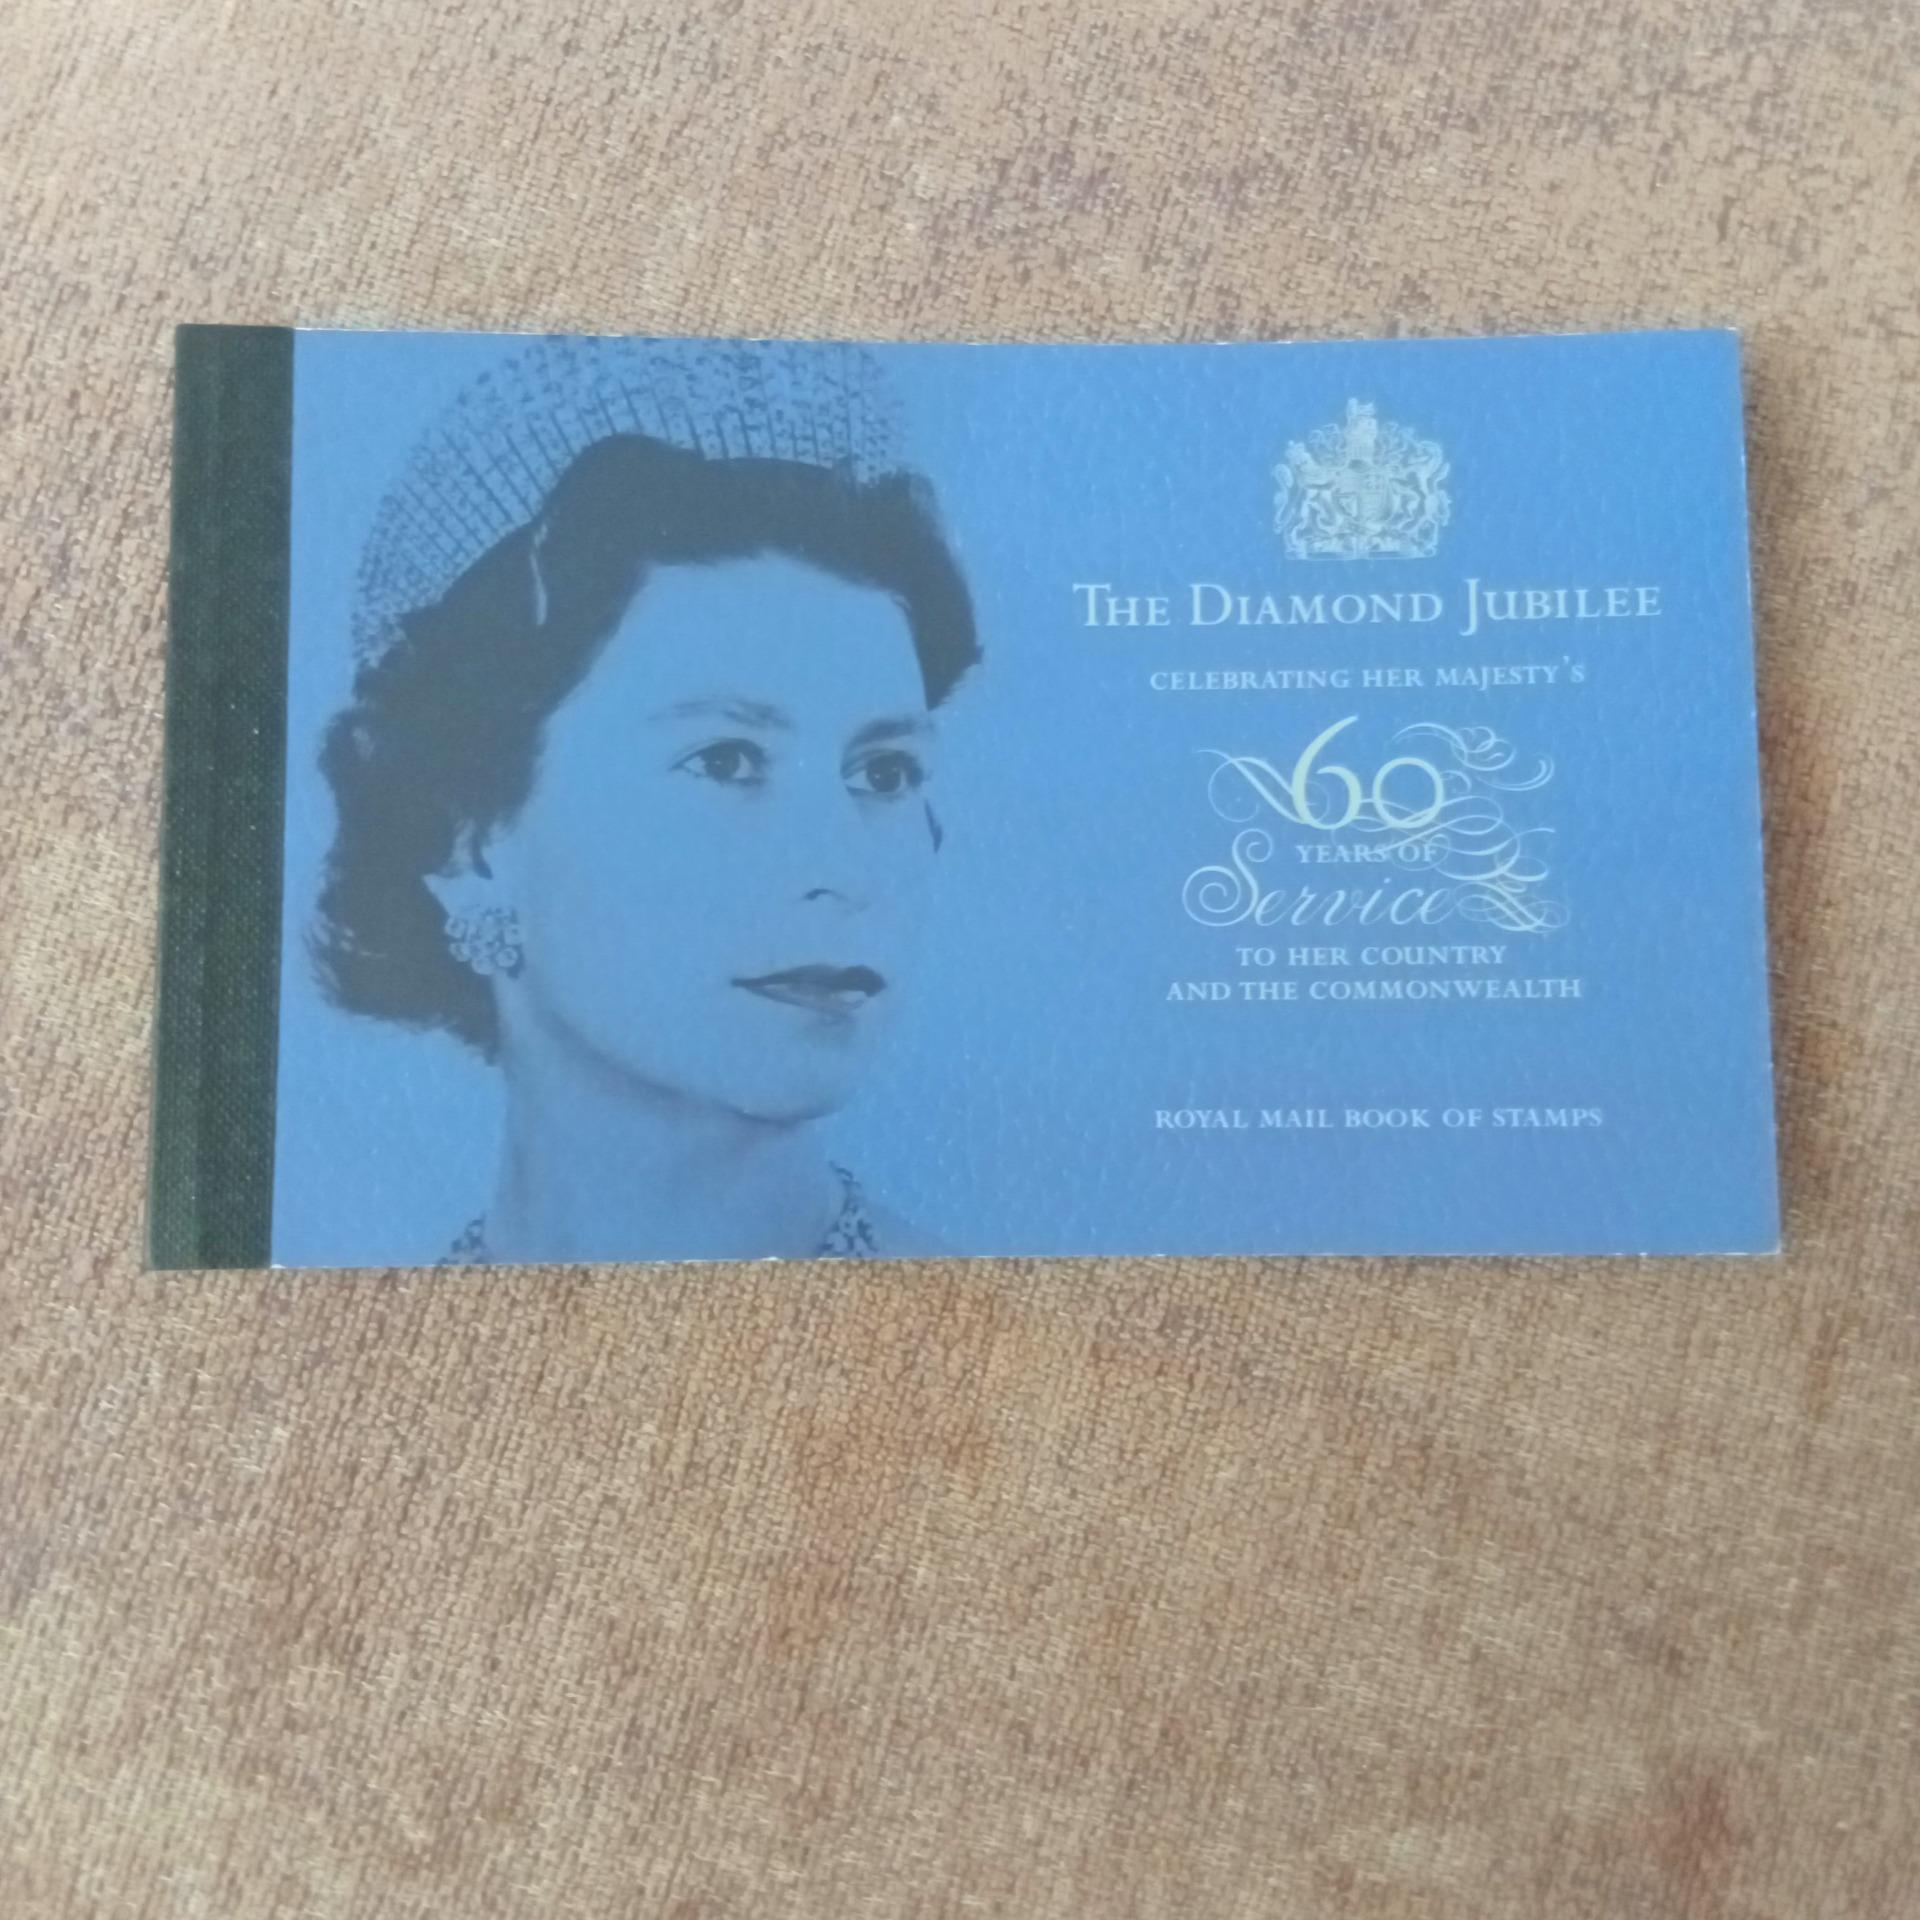 THE DIAMOND JUBILEE
CELEBRATING HER MAJESTY'S
60
YEARS OF
Service
TO HER COUNTRY
AND THE COMMONWEALTH
ROYAL MAIL BOOK OF STAMPS